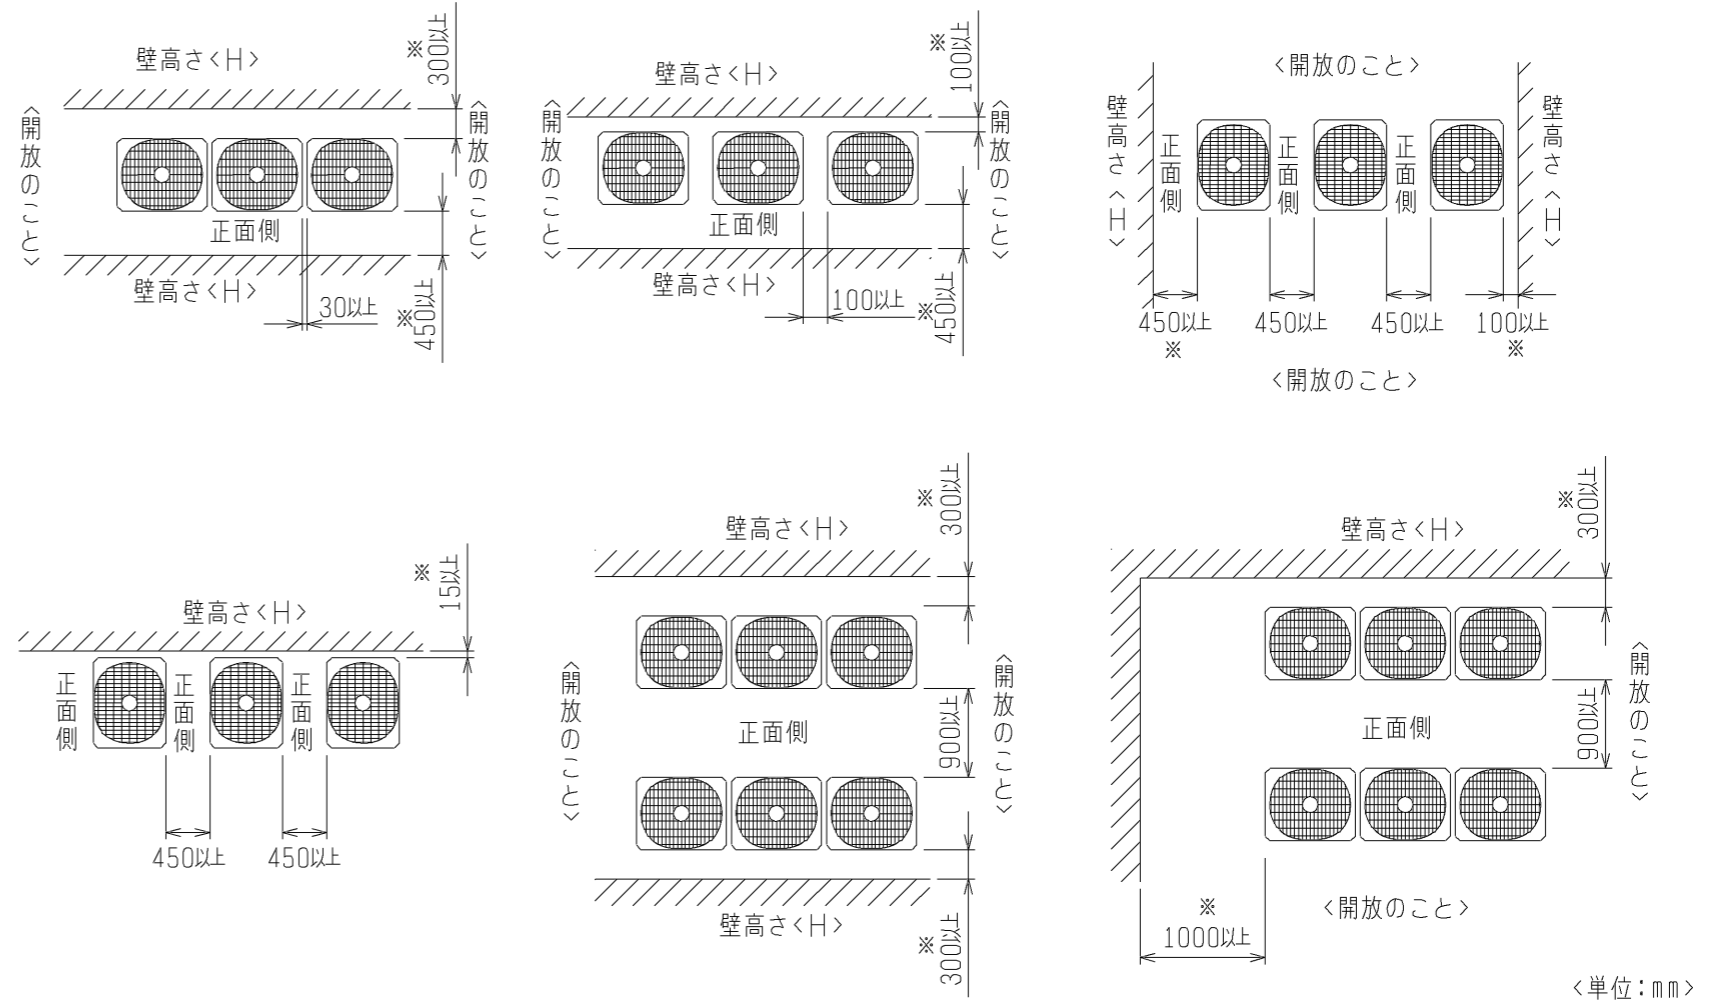 壁高さ<H>
※
300以上
<開放のこと>
<開放のこと>
正面側
壁高さ<H>
30以上
※
450以上
壁高さ<H>
※
100以上
<開放のこと>
<開放のこと>
正面側
壁高さ<H>
100以上
※
450以上
<開放のこと>
壁高さ<H>
正面側
正面側
正面側
壁高さ<H>
450以上
※
450以上
450以上
100以上
※
<開放のこと>
壁高さ<H>
※
15以上
正面側
正面側
正面側
450以上
450以上
壁高さ<H>
※
300以上
<開放のこと>
<開放のこと>
正面側
900以上
壁高さ<H>
※
300以上
壁高さ<H>
※
300以上
<開放のこと>
正面側
900以上
※
1000以上
<開放のこと>
<単位:mm>